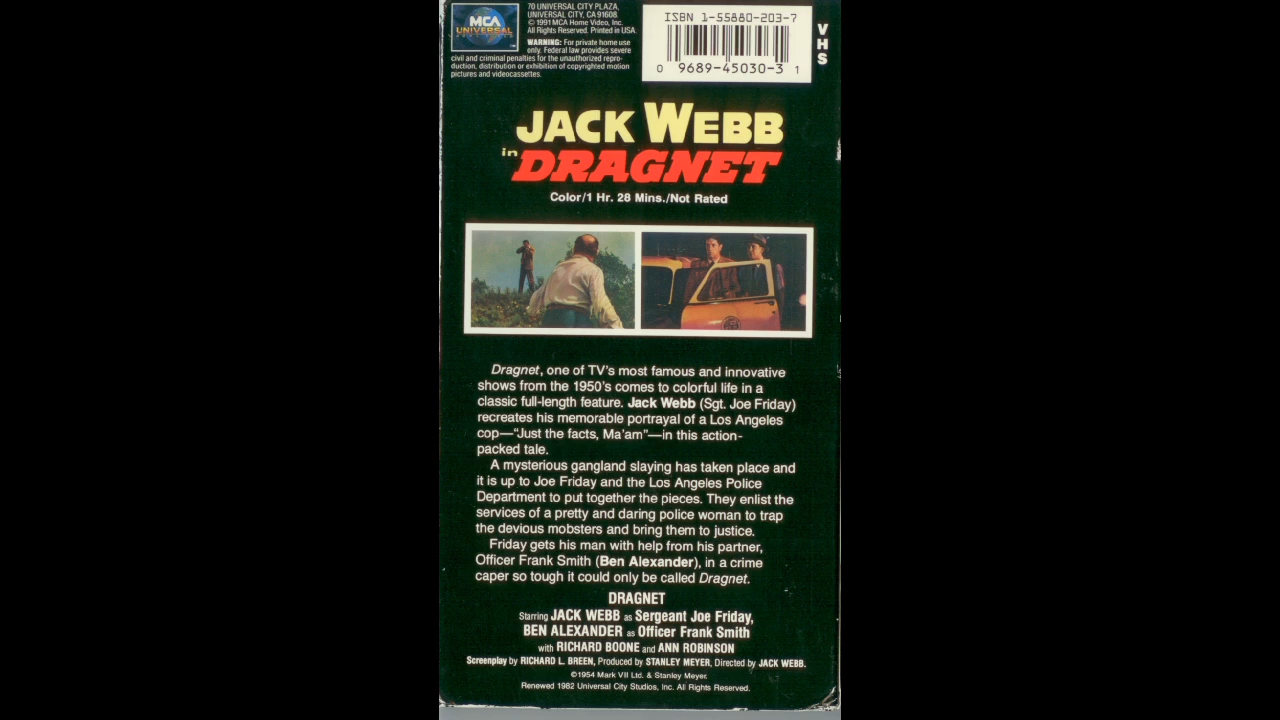 MCA
UNIVERSAL
70 UNIVERSAL CITY PLAZA,
UNIVERSAL CITY, CA 91608.
© 1991 MCA Home Video, Inc.
All Rights Reserved. Printed in USA.
WARNING: For private home use
only. Federal law provides severe
civil and criminal penalties for the unauthorized repro-
duction, distribution or exhibition of copyrighted motion
pictures and videocassettes.
ISBN 1-55880-203-7
0 9689-45030-3 1
VHS
JACK WEBB
in DRAGNET
Color/1 Hr. 28 Mins./Not Rated
Dragnet, one of TV's most famous and innovative
shows from the 1950's comes to colorful life in a
classic full-length feature. Jack Webb (Sgt. Joe Friday)
recreates his memorable portrayal of a Los Angeles
cop—“Just the facts, Ma'am”—in this action-
packed tale.
A mysterious gangland slaying has taken place and
it is up to Joe Friday and the Los Angeles Police
Department to put together the pieces. They enlist the
services of a pretty and daring police woman to trap
the devious mobsters and bring them to justice.
Friday gets his man with help from his partner,
Officer Frank Smith (Ben Alexander), in a crime
caper so tough it could only be called Dragnet.
DRAGNET
Starring JACK WEBB as Sergeant Joe Friday,
BEN ALEXANDER as Officer Frank Smith
with RICHARD BOONE and ANN ROBINSON
Screenplay by RICHARD L. BREEN, Produced by STANLEY MEYER, Directed by JACK WEBB.
©1954 Mark VII Ltd. & Stanley Meyer.
Renewed 1982 Universal City Studios, Inc. All Rights Reserved.